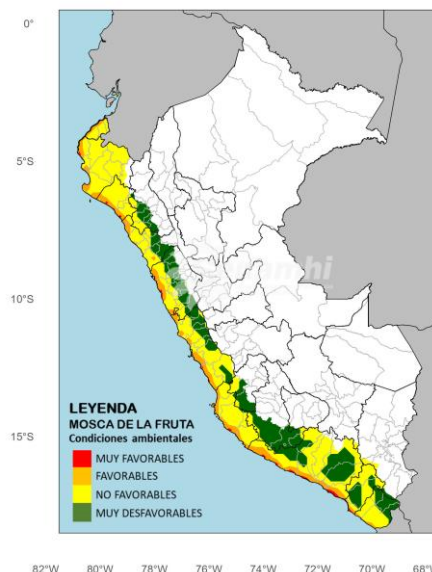 0°
5°S
10°S
15°S
LEYENDA
MOSCA DE LA FRUTA
Condiciones ambientales
MUY FAVORABLES
FAVORABLES
NO FAVORABLES
MUY DESFAVORABLES
82°W 80°W 78°W 76°W 74°W 72°W 70°W 68°W